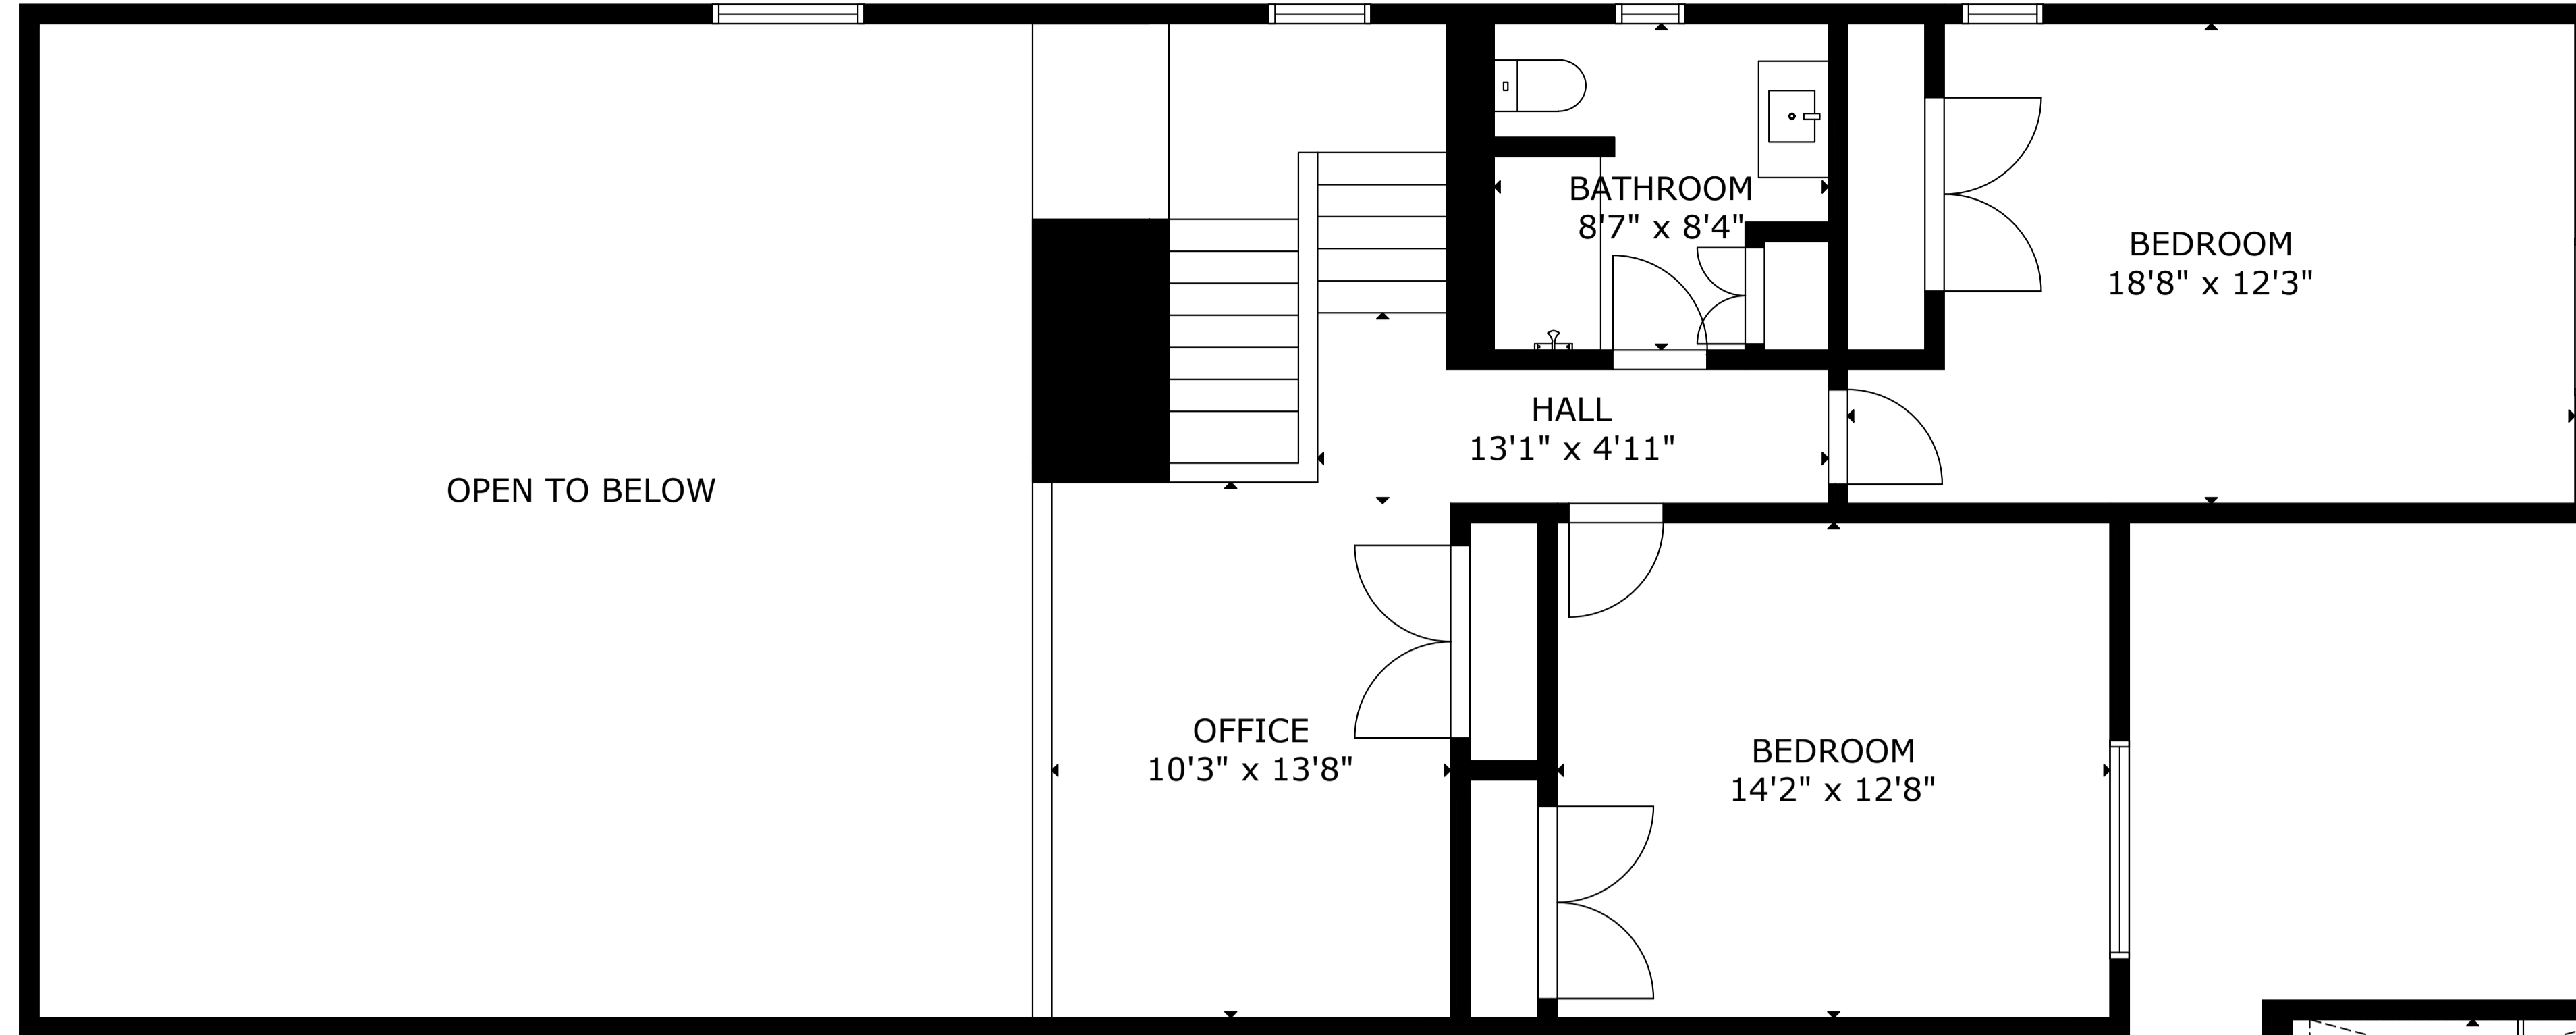 BATHROOM
8'7" x 8'4"
BEDROOM
18'8" x 12'3"
HALL
13'1" x 4'11"
OPEN TO BELOW
OFFICE
10'3" x 13'8"
BEDROOM
14'2" x 12'8"